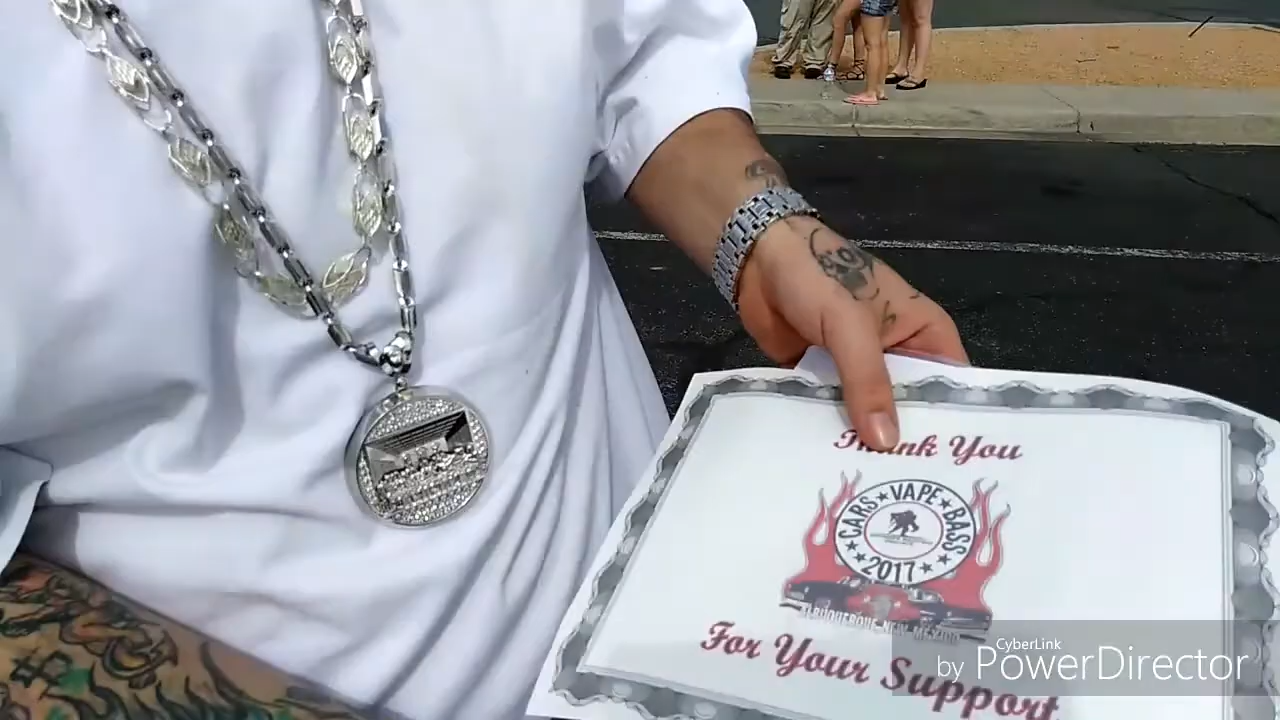 Thank You
CARS★VAPE★BASS
★★2017★★
ALBUQUERQUE, NEW MEXICO
For Your Support
CyberLink
by PowerDirector